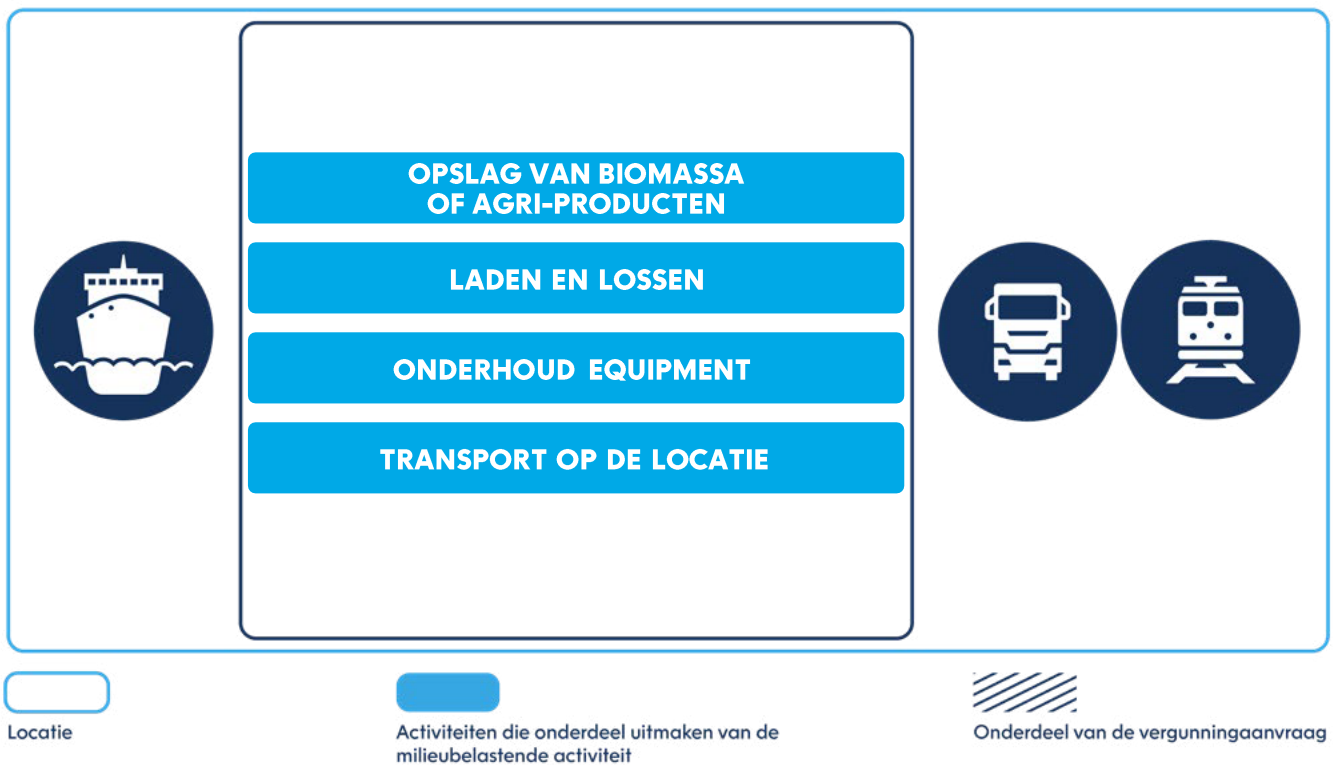 OPSLAG VAN BIOMASSA
OF AGRI-PRODUCTEN
LADEN EN LOSSEN
ONDERHOUD EQUIPMENT
TRANSPORT OP DE LOCATIE
Locatie
Activiteiten die onderdeel uitmaken van de
milieubelastende activiteit
Onderdeel van de vergunningaanvraag